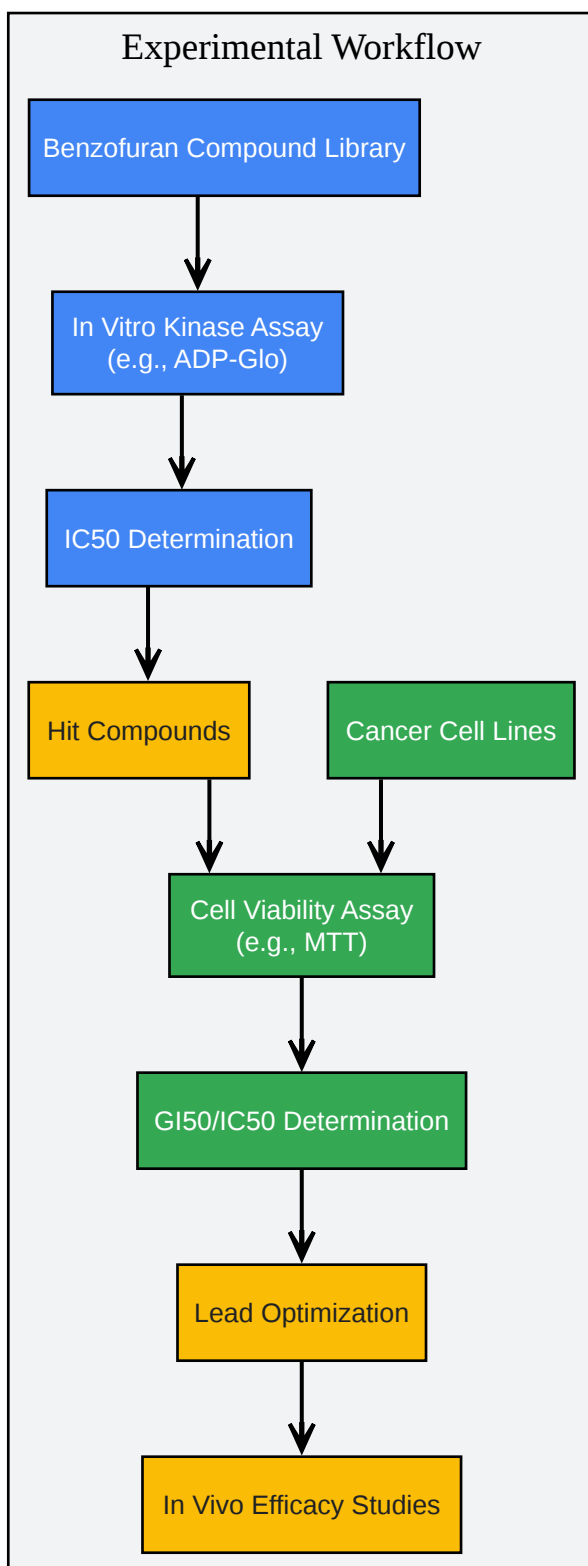 Experimental Workflow
Benzofuran Compound Library
In Vitro Kinase Assay
(e.g., ADP-Glo)
IC50 Determination
Hit Compounds
Cancer Cell Lines
Cell Viability Assay
(e.g., MTT)
GI50/IC50 Determination
Lead Optimization
In Vivo Efficacy Studies